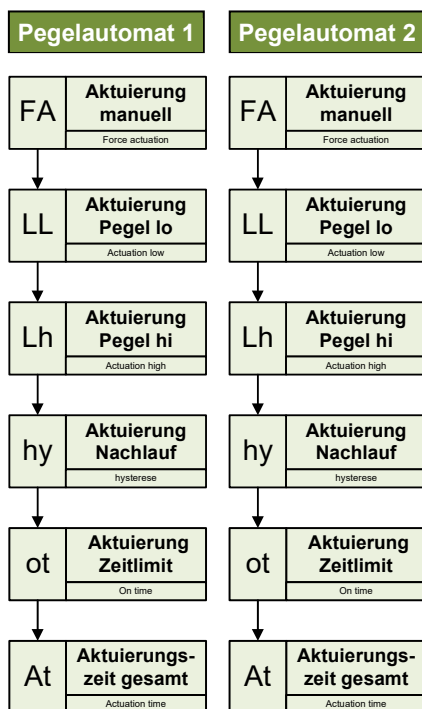 Pegelautomat 1
FA
Aktuierung
manuell
Force actuation
LL
Aktuierung
Pegel lo
Actuation low
Lh
Aktuierung
Pegel hi
Actuation high
hy
Aktuierung
Nachlauf
hysterese
ot
Aktuierung
Zeitlimit
On time
At
Aktuierungs-
zeit gesamt
Actuation time
Pegelautomat 2
FA
Aktuierung
manuell
Force actuation
LL
Aktuierung
Pegel lo
Actuation low
Lh
Aktuierung
Pegel hi
Actuation high
hy
Aktuierung
Nachlauf
hysterese
ot
Aktuierung
Zeitlimit
On time
At
Aktuierungs-
zeit gesamt
Actuation time